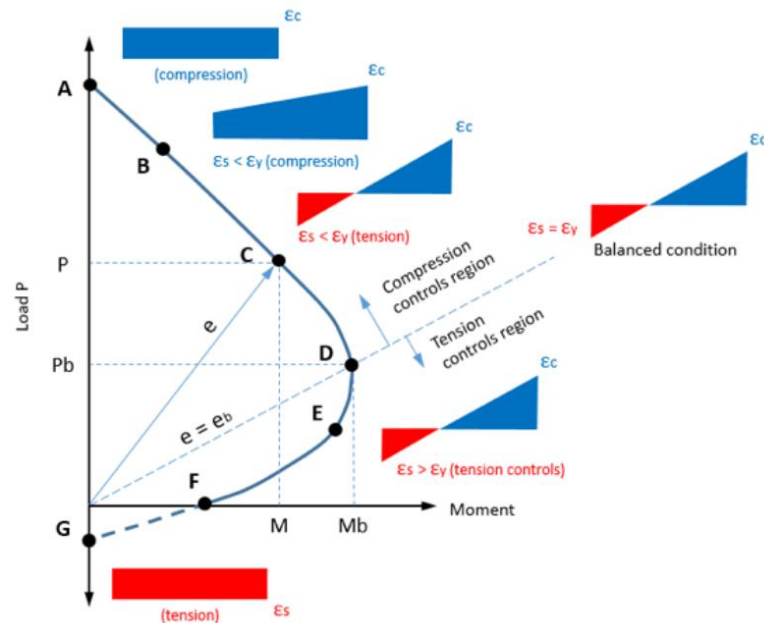 εc
(compression)
A
εc
B
εs < εy (compression)
εc
εs < εy (tension)
εc
εs = εy
Balanced condition
C
P
Compression
controls region
Load P
e
Tension
controls region
D
Pb
εc
e = eb
E
εs > εy (tension controls)
F
Moment
G
M
Mb
(tension)
εs